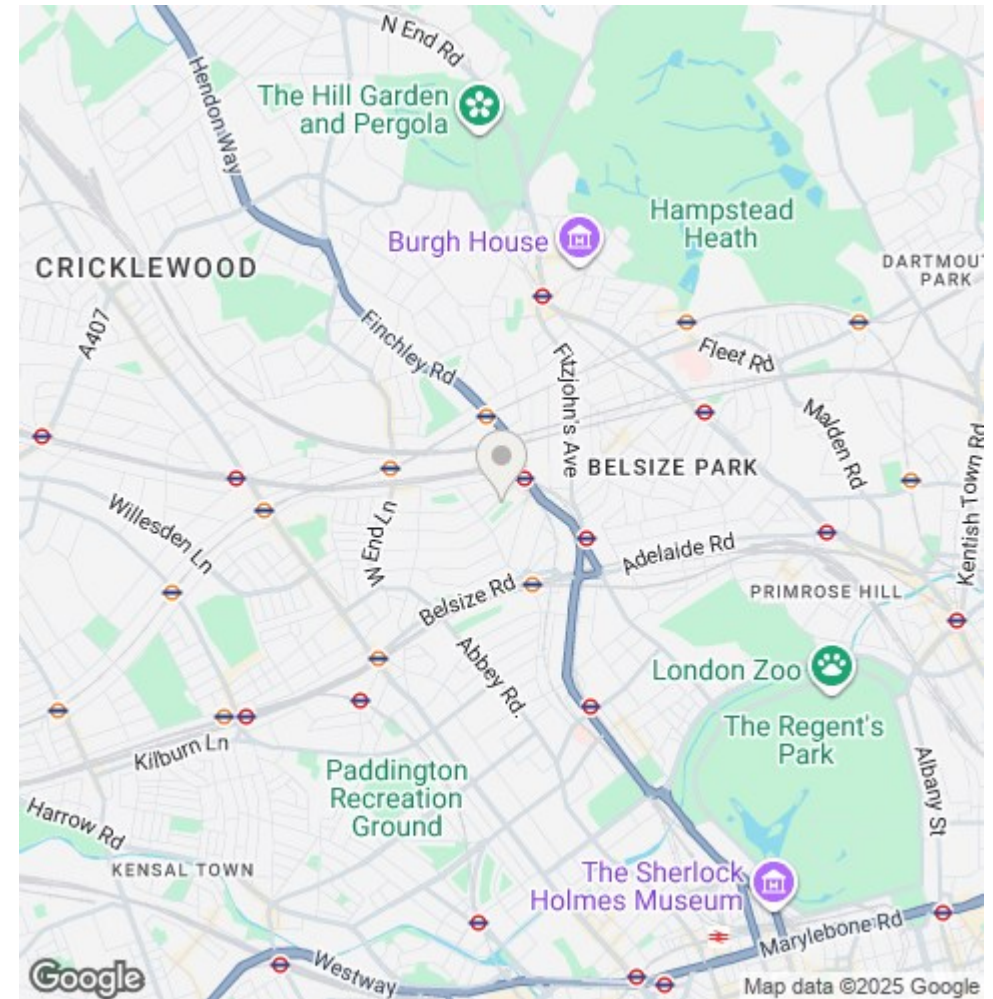 N End Rd
Hendon Way
The Hill Garden
and Pergola
Hampstead
Heath
Burgh House
CRICKLEWOOD
DARTMOU
PARK
A407
Finchley Rd
Fitzjohn's Ave
Fleet Rd
Malden Rd
Kentish Town Rd
BELSIZE PARK
Willesden Ln
W End Ln
Adelaide Rd
Belsize Rd
PRIMROSE HILL
Abbey Rd.
London Zoo
The Regent's
Park
Kilburn Ln
Paddington
Recreation
Ground
Albany St
Harrow Rd
KENSAL TOWN
The Sherlock
Holmes Museum
Marylebone Rd
Westway
Google
Map data ©2025 Google